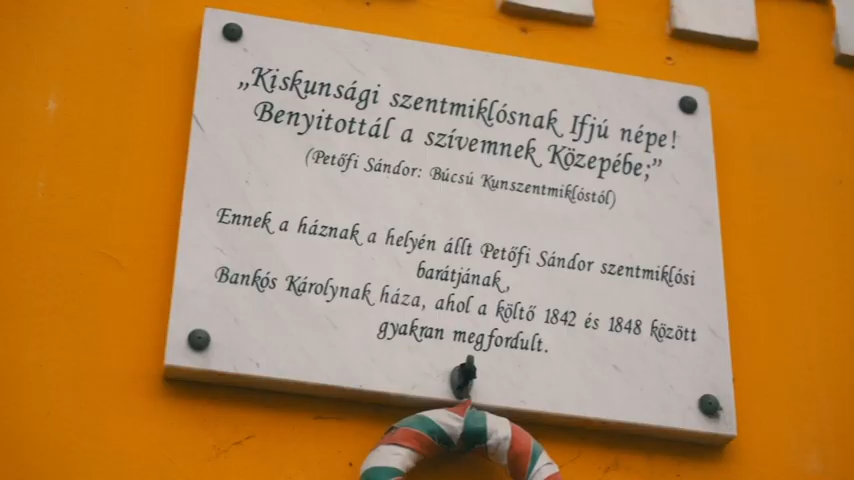 „Kiskunsági szentmiklósnak Ifjú népe!
Benyitottál a szívemnek Közepébe;”
(Petőfi Sándor: Búcsú Kunszentmiklóstól)
Ennek a háznak a helyén állt Petőfi Sándor szentmiklósi
barátjának,
Bankós Károlynak háza, ahol a költő 1842 és 1848 között
gyakran megfordult.